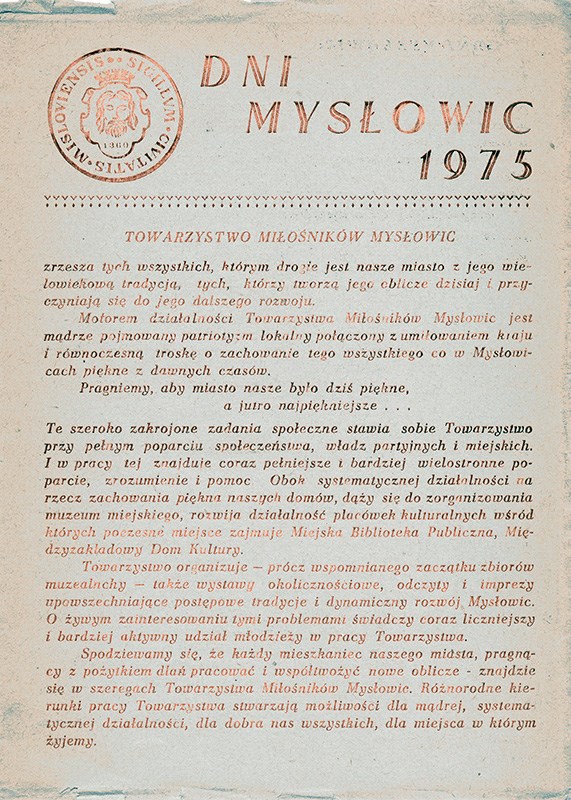 SIGILLVM • CIVITATIS • MISLOVIENSIS •
1860
DNI
MYSŁOWIC
1975
TOWARZYSTWO MIŁOŚNIKÓW MYSŁOWIC
zrzesza tych wszystkich, którym drogie jest nasze miasto z jego wie-
lowiekową tradycją, tych, którzy tworzą jego oblicze dzisiaj i przy-
czyniają się do jego dalszego rozwoju.
Motorem działalności Towarzystwa Miłośników Mysłowic jest
mądrze pojmowany patriotyzm lokalny połączony z umiłowaniem kraju
i równoczesną troskę o zachowanie tego wszystkiego co w Mysłowi-
cach piękne z dawnych czasów.
Pragniemy, aby miasto nasze było dziś piękne,
a jutro najpiękniejsze . . .
Te szeroko zakrojone zadania społeczne stawia sobie Towarzystwo
przy pełnym poparciu społeczeństwa, władz partyjnych i miejskich.
I w pracy tej znajduje coraz pełniejsze i bardziej wielostronne po-
parcie, zrozumienie i pomoc Obok systematycznej działalności na
rzecz zachowania piękna naszych domów, dąży się do zorganizowania
muzeum miejskiego, rozwija działalność placówek kulturalnych wśród
których poczesne miejsce zajmuje Miejska Biblioteka Publiczna, Mię-
dzyzakładowy Dom Kultury.
Towarzystwo organizuje – prócz wspomnianego zaczątku zbiorów
muzealnchy – także wystawy okolicznościowe, odczyty i imprezy
upowszechniające postępowe tradycje i dynamiczny rozwój Mysłowic.
O żywym zainteresowaniu tymi problemami świadczy coraz liczniejszy
i bardziej aktywny udział młodzieży w pracy Towarzystwa.
Spodziewamy się, że każdy mieszkaniec naszego miasta, pragną-
cy z pożytkiem dlań pracować i współtwożyć nowe oblicze - znajdzie
się w szeregach Towarzystwa Miłośników Mysłowic. Różnorodne kie-
runki pracy Towarzystwa stwarzają możliwości dla mądrej, systema-
tycznej działalności, dla dobra nas wszystkich, dla miejsca w którym
żyjemy.